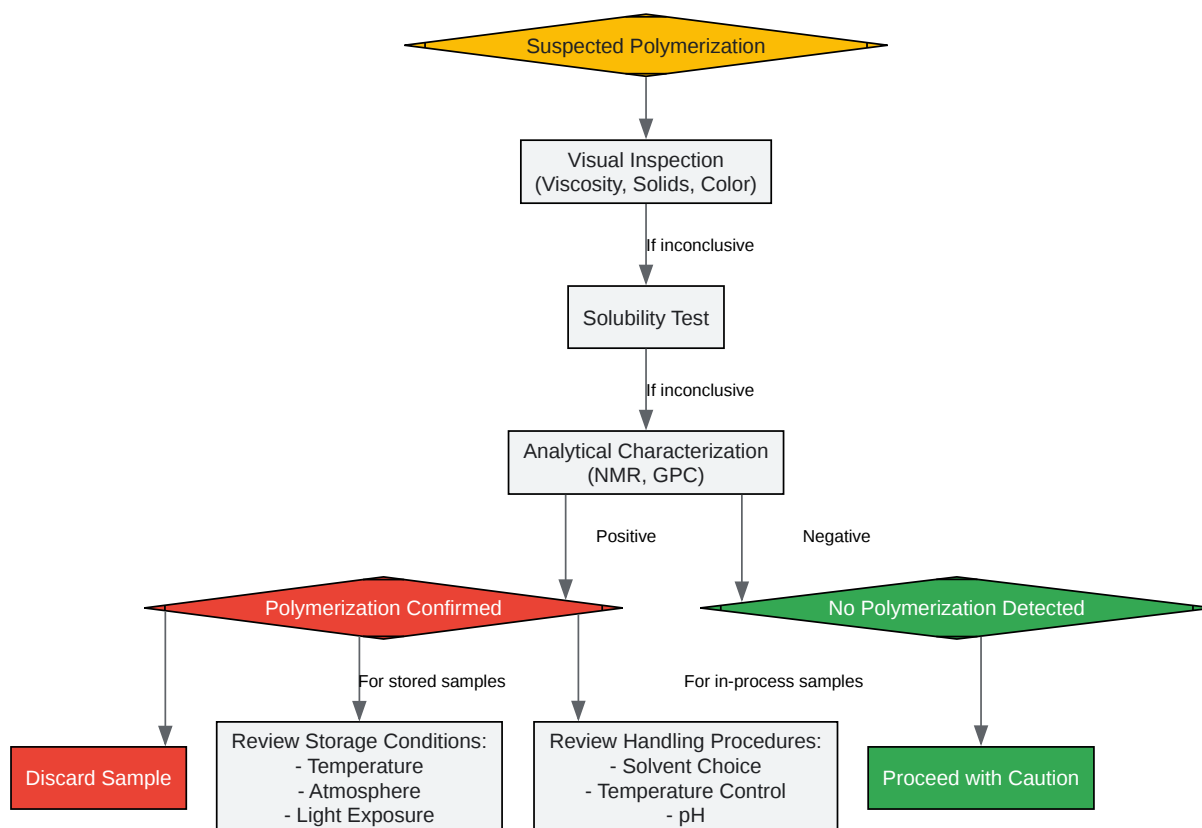 Suspected Polymerization
Visual Inspection
(Viscosity, Solids, Color)
If inconclusive
Solubility Test
If inconclusive
Analytical Characterization
(NMR, GPC)
Positive
Negative
Polymerization Confirmed
No Polymerization Detected
For stored samples
For in-process samples
Discard Sample
Review Storage Conditions:
- Temperature
- Atmosphere
- Light Exposure
Review Handling Procedures:
- Solvent Choice
- Temperature Control
- pH
Proceed with Caution